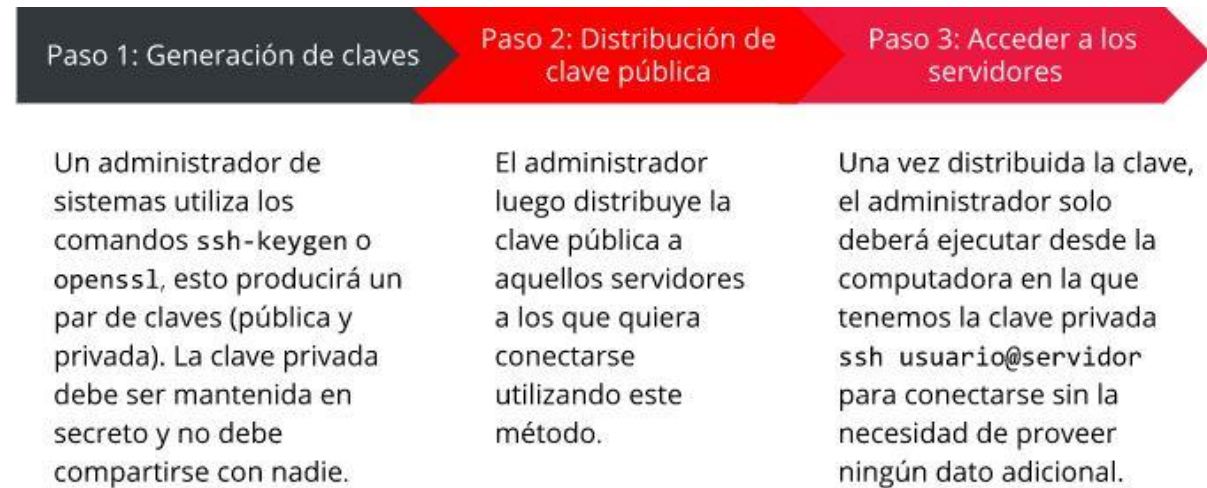 Paso 1: Generación de claves
Paso 2: Distribución de
clave pública
Paso 3: Acceder a los
servidores
Un administrador de
sistemas utiliza los
comandos ssh-keygen o
openssl, esto producirá un
par de claves (pública y
privada). La clave privada
debe ser mantenida en
secreto y no debe
compartirse con nadie.
El administrador
luego distribuye la
clave pública a
aquellos servidores
a los que quiera
conectarse
utilizando este
método.
Una vez distribuida la clave,
el administrador solo
deberá ejecutar desde la
computadora en la que
tenemos la clave privada
ssh usuario@servidor
para conectarse sin la
necesidad de proveer
ningún dato adicional.